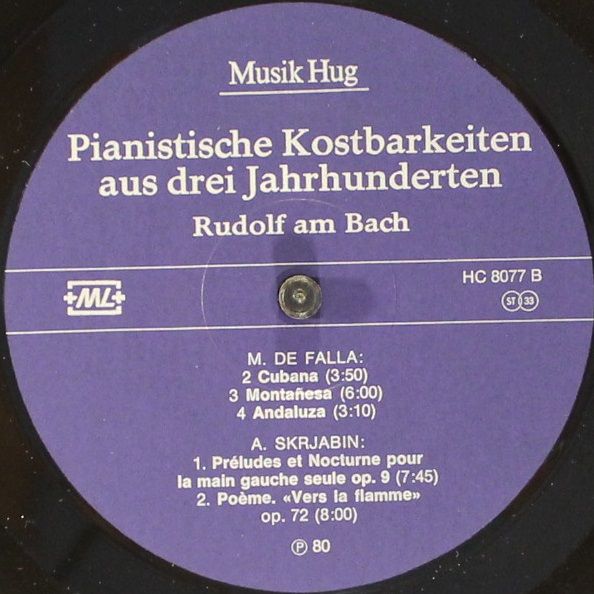 Musik Hug
Pianistische Kostbarkeiten
aus drei Jahrhunderten
Rudolf am Bach
HC 8077 B
ML
ST 33
M. DE FALLA:
2 Cubana (3:50)
3 Montañesa (6:00)
4 Andaluza (3:10)
A. SKRJABIN:
1. Préludes et Nocturne pour
la main gauche seule op. 9 (7:45)
2. Poème. «Vers la flamme»
op. 72 (8:00)
℗ 80